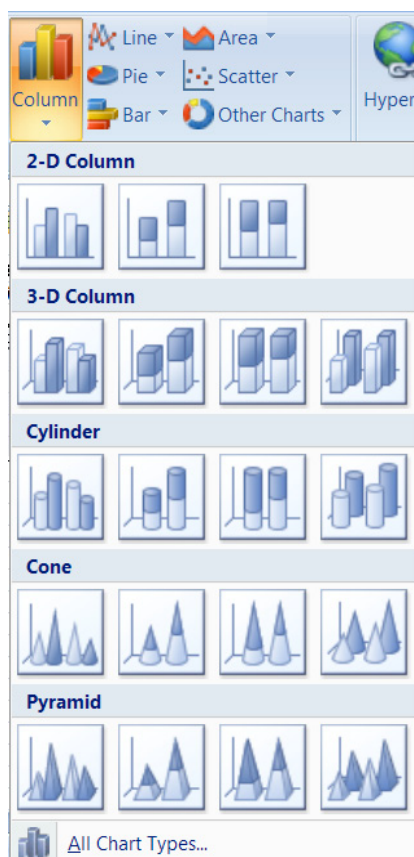 Line Area
Column Pie Scatter Hyper
Bar Other Charts
2-D Column
3-D Column
Cylinder
Cone
Pyramid
All Chart Types...